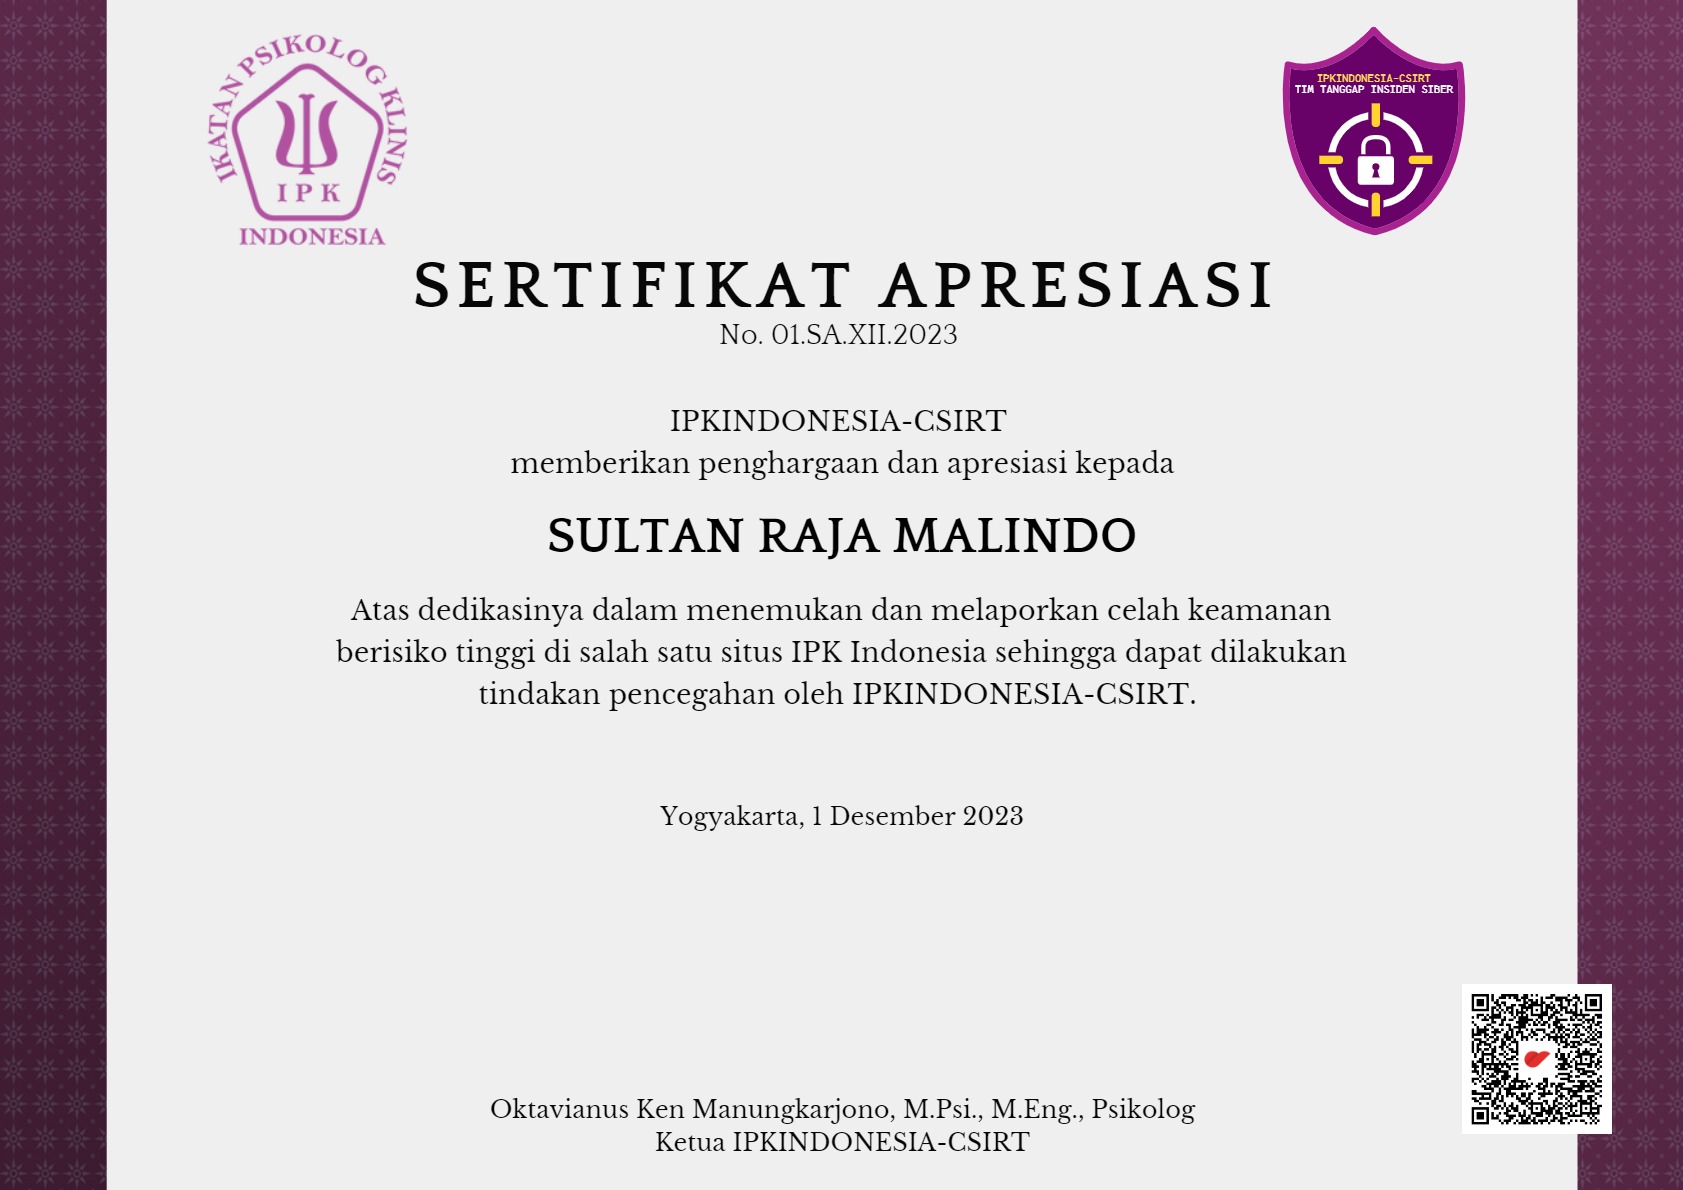 IKATAN PSIKOLOG KLINIS
IPK
INDONESIA
IPKINDONESIA-CSIRT
TIM TANGGAP INSIDEN SIBER
SERTIFIKAT APRESIASI
No. 01.SA.XII.2023
IPKINDONESIA-CSIRT
memberikan penghargaan dan apresiasi kepada
SULTAN RAJA MALINDO
Atas dedikasinya dalam menemukan dan melaporkan celah keamanan
berisiko tinggi di salah satu situs IPK Indonesia sehingga dapat dilakukan
tindakan pencegahan oleh IPKINDONESIA-CSIRT.
Yogyakarta, 1 Desember 2023
Oktavianus Ken Manungkarjono, M.Psi., M.Eng., Psikolog
Ketua IPKINDONESIA-CSIRT